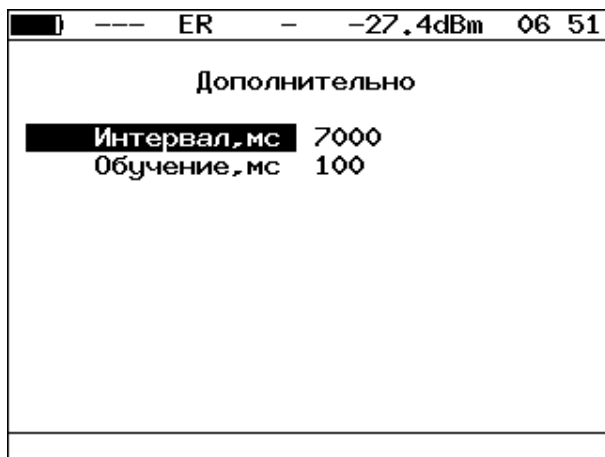 --- ER - -27.4dBm 06 51
Дополнительно
Интервал,мс 7000
Обучение,мс 100